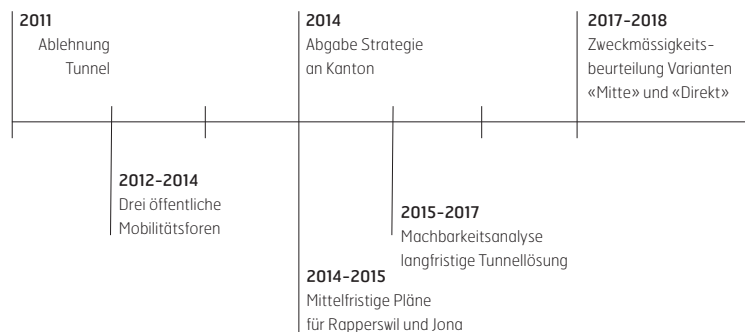 2011
Ablehnung
Tunnel
2014
Abgabe Strategie
an Kanton
2017–2018
Zweckmässigkeits-
beurteilung Varianten
«Mitte» und «Direkt»
2012–2014
Drei öffentliche
Mobilitätsforen
2015–2017
Machbarkeitsanalyse
langfristige Tunnellösung
2014–2015
Mittelfristige Pläne
für Rapperswil und Jona